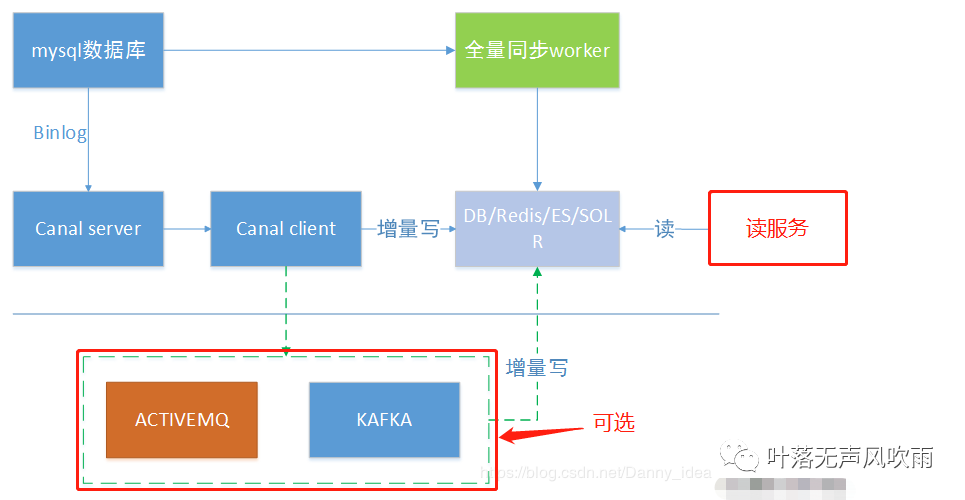 mysql数据库
全量同步worker
Binlog
Canal server
Canal client
增量写
DB/Redis/ES/SOL
R
读
读服务
增量写
ACTIVEMQ
KAFKA
可选
https://blog.csdn.net/Danny_idea
叶落无声风吹雨